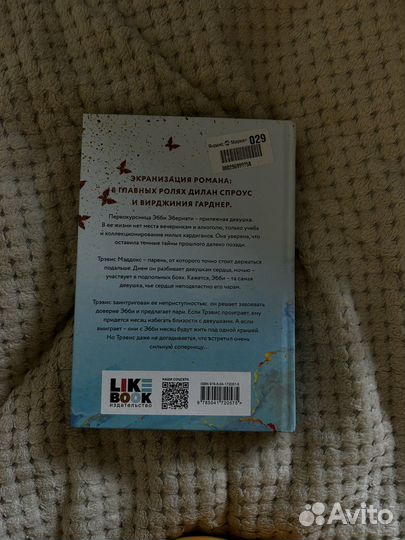 Яндекс Маркет
029
ЭКРАНИЗАЦИЯ РОМАНА:
В ГЛАВНЫХ РОЛЯХ ДИЛАН СПРОУС
И ВИРДЖИНИЯ ГАРДНЕР.
Первокурсница Эбби Эбернати – прилежная девушка.
В ее жизни нет места вечеринкам и алкоголю, только учеба
и коллекционирование милых кардиганов. Она уверена, что
оставила темные тайны прошлого далеко позади.
Трэвис Мэддокс – парень, от которого точно стоит держаться
подальше. Днем он разбивает девушкам сердца, ночью –
участвует в подпольных боях. Кажется, Эбби – та самая
девушка, чье сердце неподвластно его чарам.
Трэвис заинтригован ее неприступностью: он решает завоевать
доверие Эбби и предлагает пари. Если Трэвис проиграет, ему
придется месяц избегать близости с девушками. А если
выиграет – они с Эбби месяц будут жить под одной крышей.
Но Трэвис даже не догадывается, что встретил очень
сильную соперницу...
LIKE
BOOK
издательство
НАШИ СОЦСЕТИ:
Avito